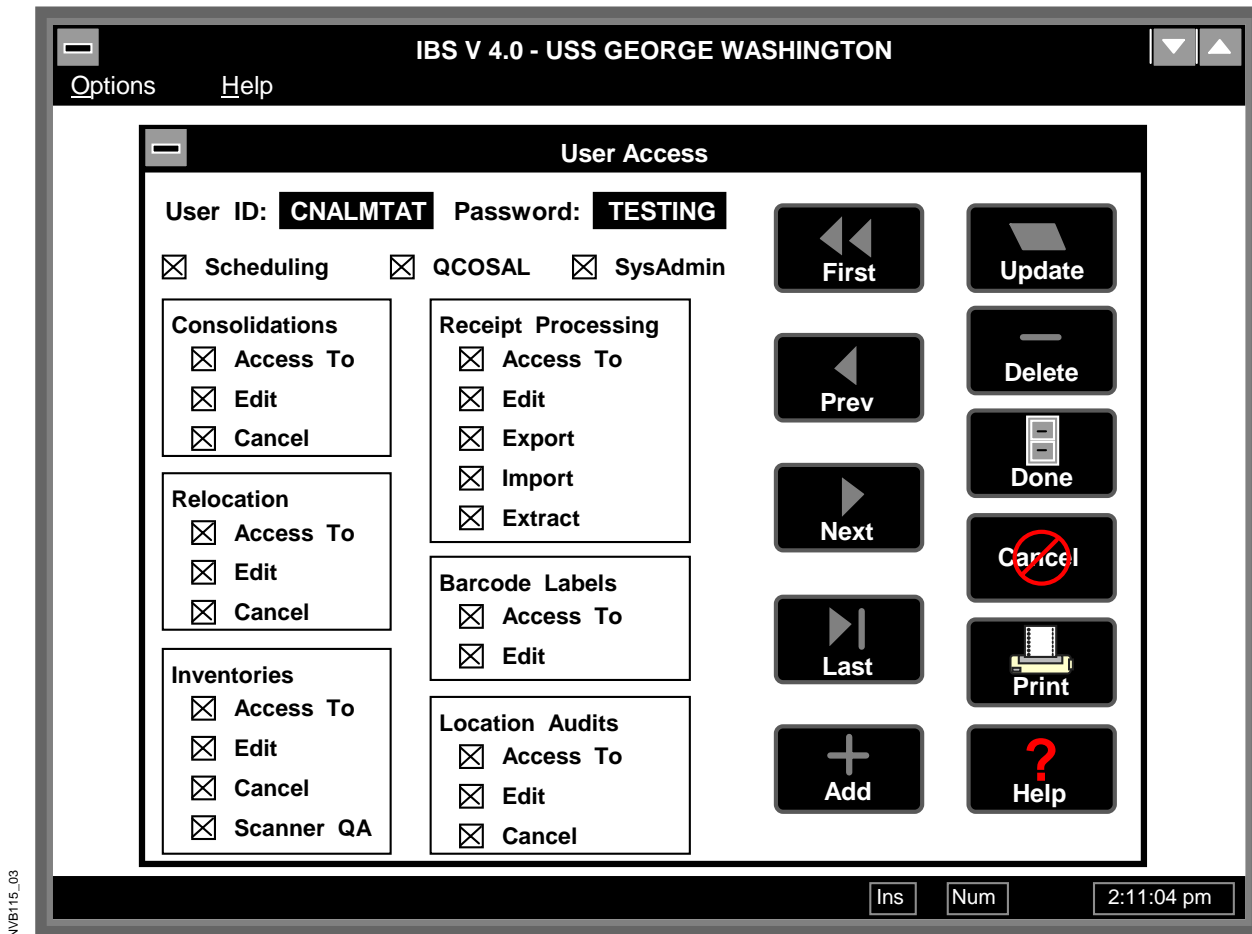 IBS V 4.0 - USS GEORGE WASHINGTON
Options Help
User Access
User ID: CNALMTAT Password: TESTING
Scheduling QCOSAL SysAdmin
Consolidations
Access To
Edit
Cancel
Relocation
Access To
Edit
Cancel
Inventories
Access To
Edit
Cancel
Scanner QA
Receipt Processing
Access To
Edit
Export
Import
Extract
Barcode Labels
Access To
Edit
Location Audits
Access To
Edit
Cancel
First
Prev
Next
Last
Add
Update
Delete
Done
Cancel
Print
?
Help
Ins Num 2:11:04 pm
NVB115_03